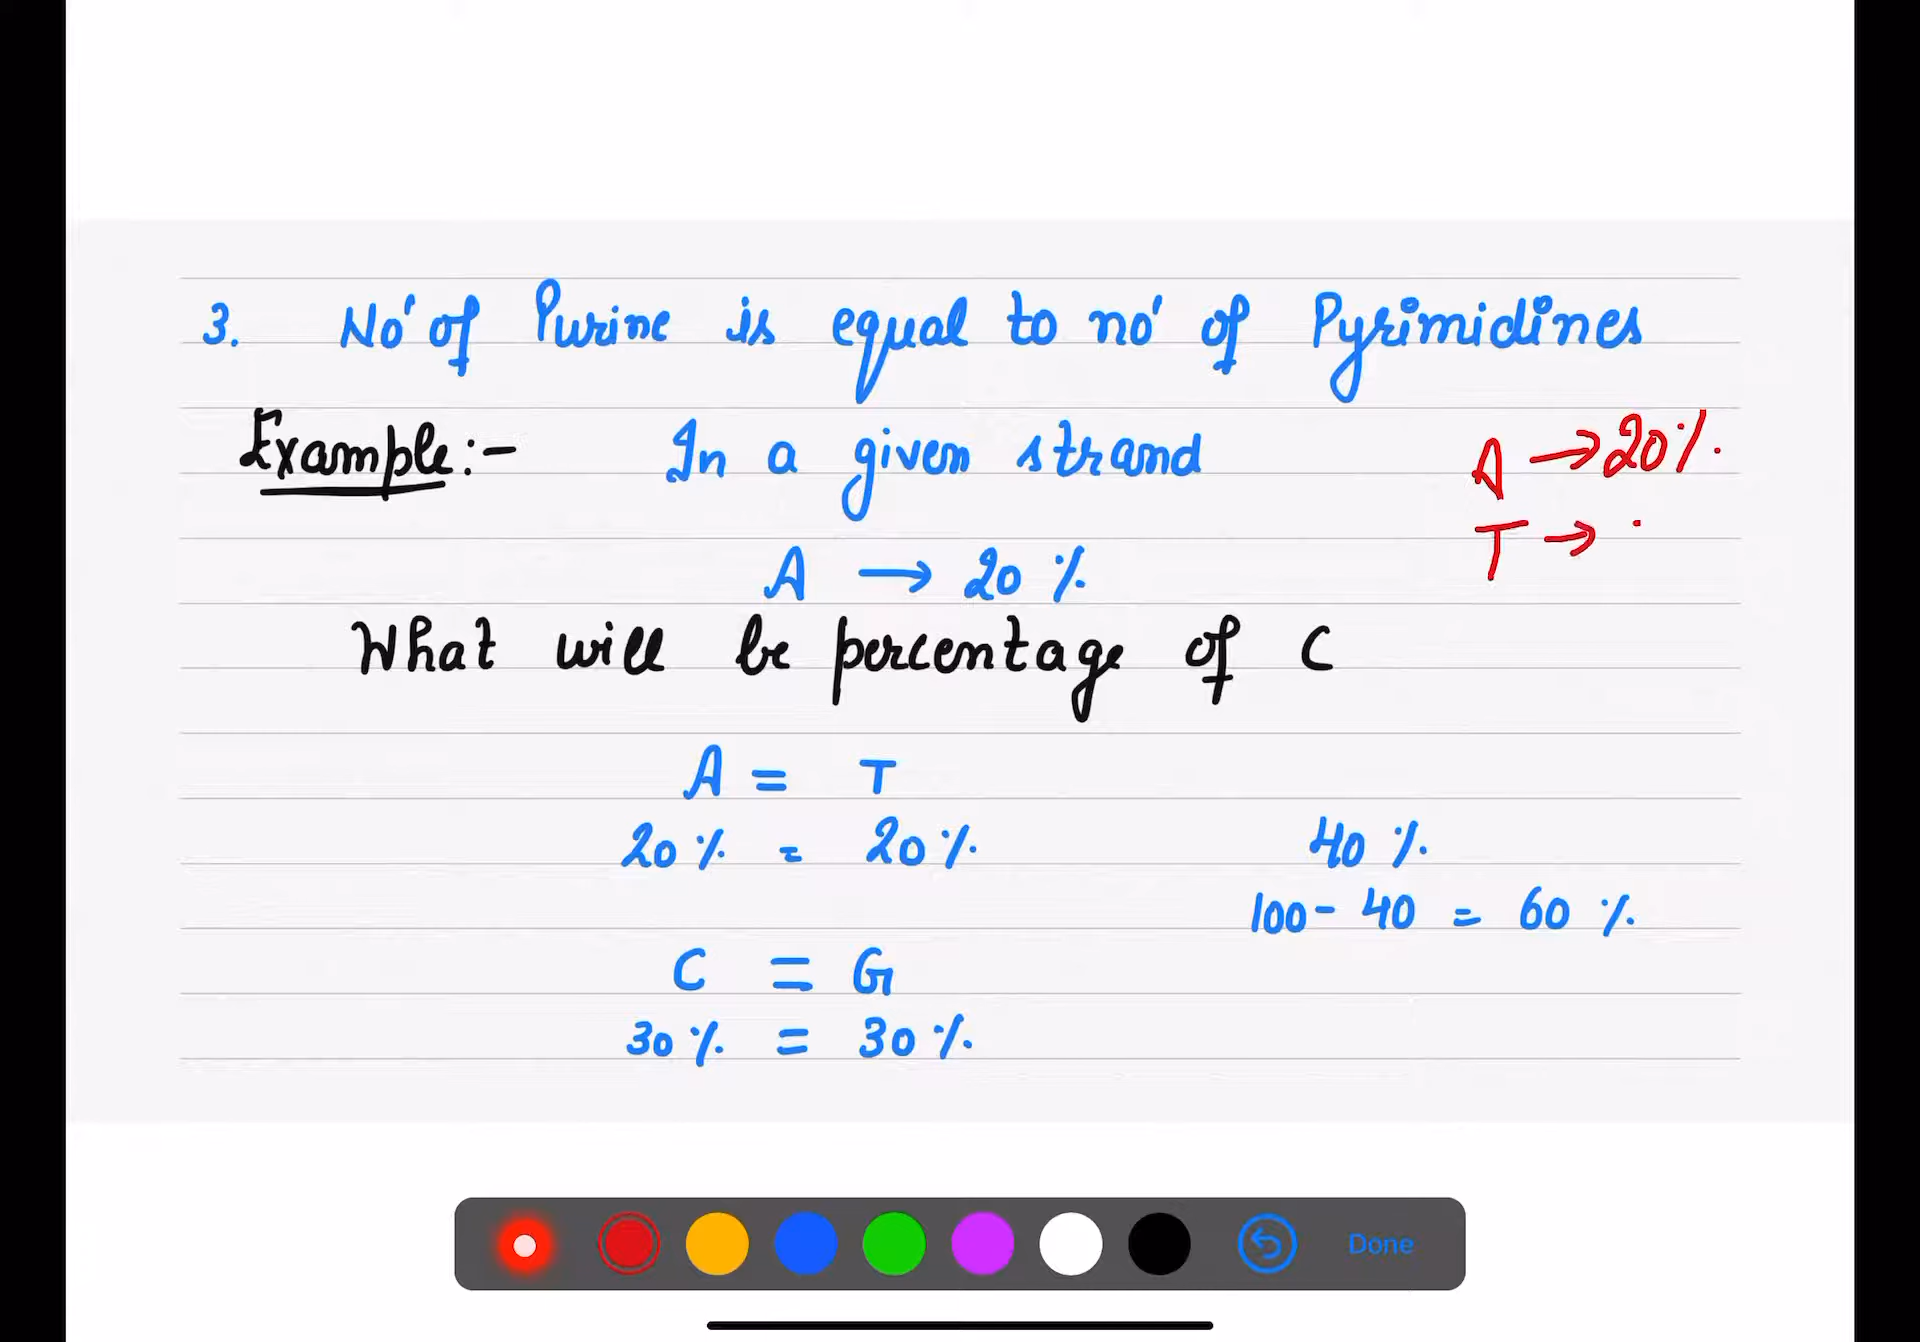 3. No' of Purine is equal to no' of Pyrimidines
Example:- In a given strand
A → 20%.
T →
A → 20 %
What will be percentage of C
A = T
20 % = 20 %.
40 %.
100 - 40 = 60 %.
C = G
30 % = 30 %.
Done